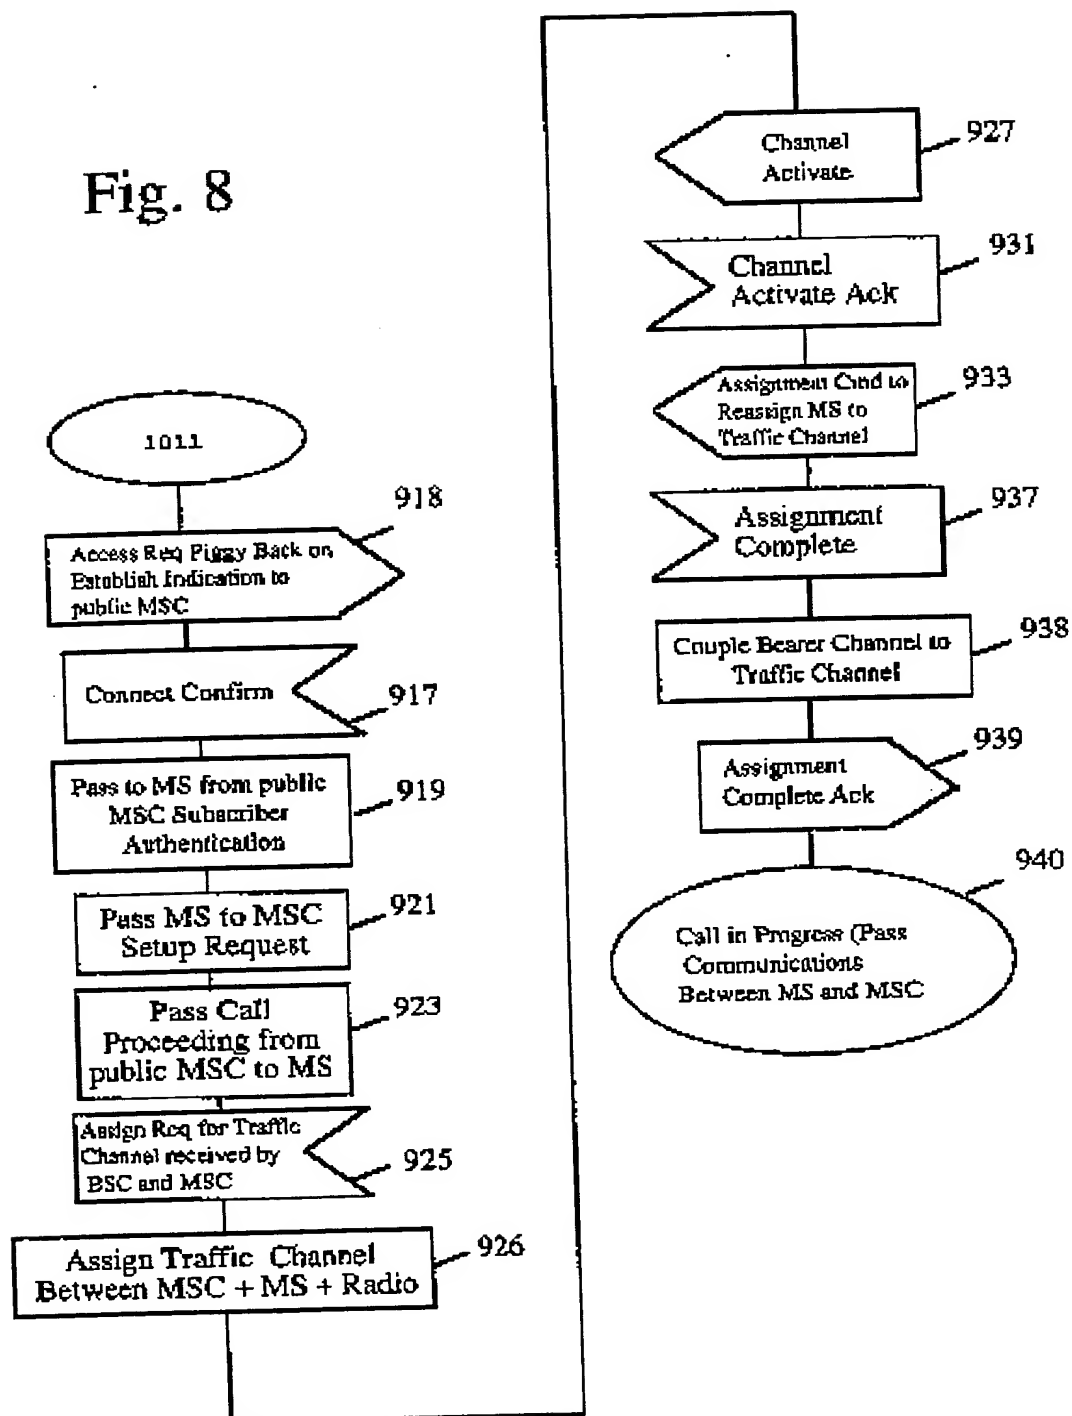 Fig. 8
1011
918
Access Req Piggy Back on
Establish Indication to
public MSC
Connect Confirm
917
Pass to MS from public
MSC Subscriber
Authentication
919
Pass MS to MSC
Setup Request
921
Pass Call
Proceeding from
public MSC to MS
923
Assign Req for Traffic
Channel received by
BSC and MSC
925
Assign Traffic Channel
Between MSC + MS + Radio
926
Channel
Activate
927
Channel
Activate Ack
931
Assignment Cmd to
Reassign MS to
Traffic Channel
933
Assignment
Complete
937
Couple Bearer Channel to
Traffic Channel
938
Assignment
Complete Ack
939
940
Call in Progress (Pass
Communications
Between MS and MSC